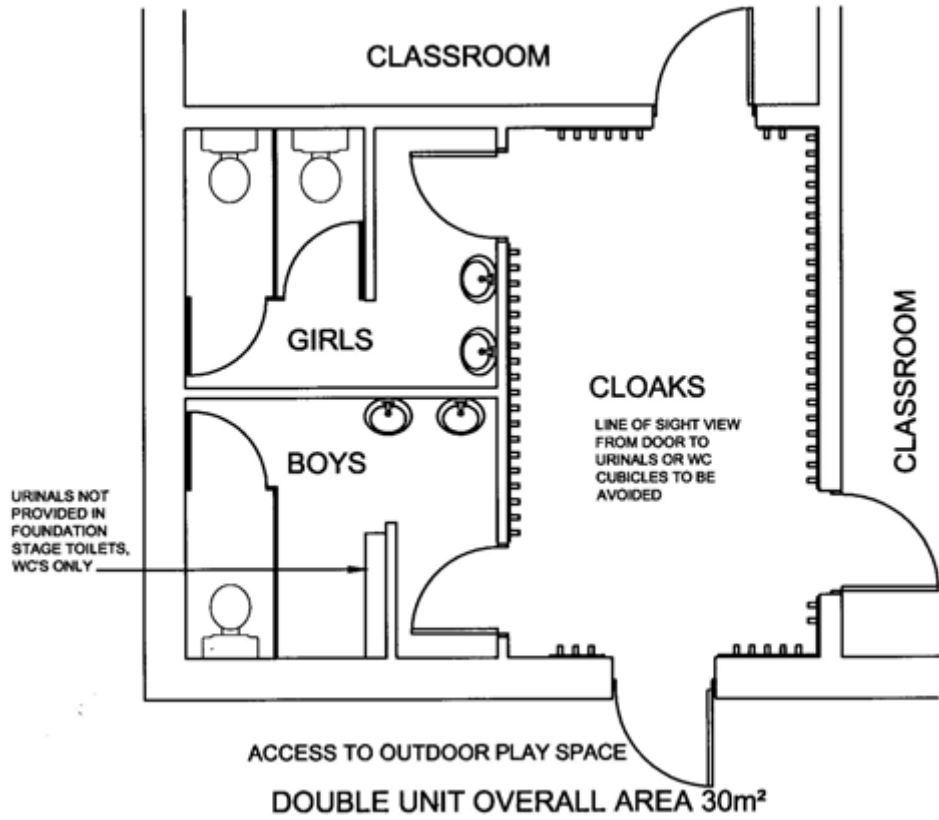 CLASSROOM
GIRLS
CLOAKS
LINE OF SIGHT VIEW
FROM DOOR TO
URINALS OR WC
CUBICLES TO BE
AVOIDED
CLASSROOM
BOYS
URINALS NOT
PROVIDED IN
FOUNDATION
STAGE TOILETS,
WC'S ONLY
ACCESS TO OUTDOOR PLAY SPACE
DOUBLE UNIT OVERALL AREA 30m²